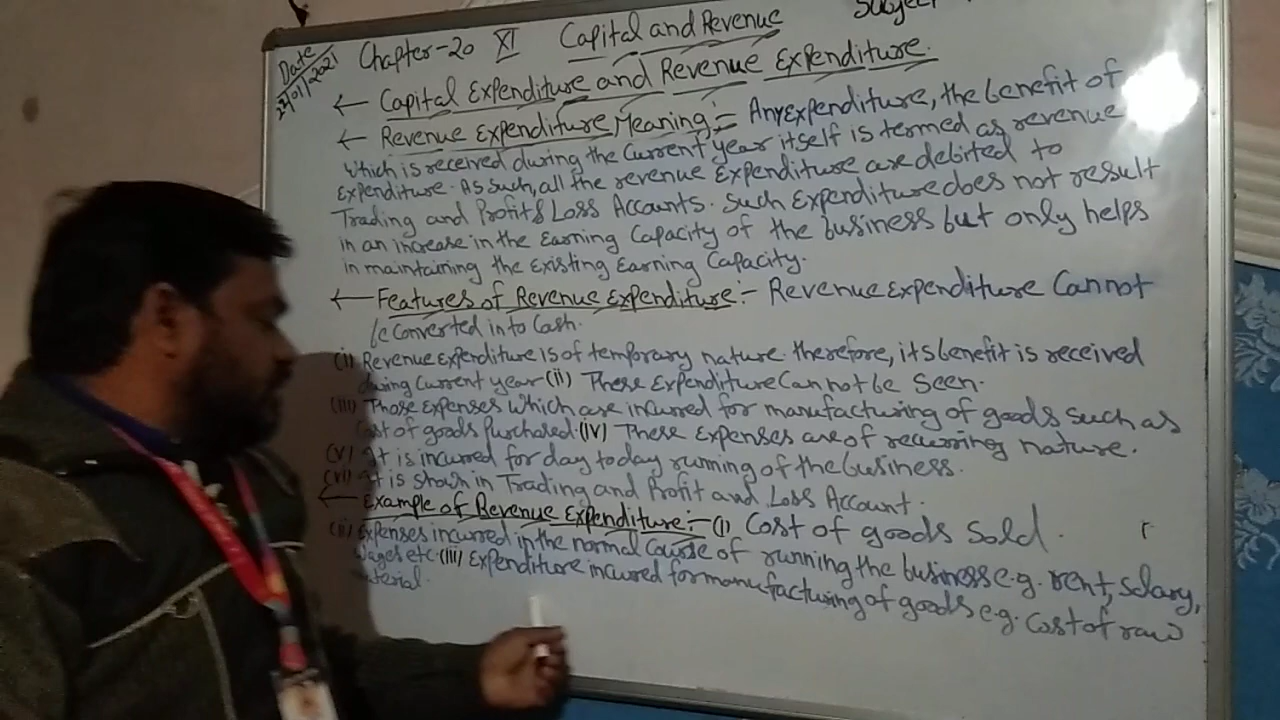 Date
Chapter-20 XI Capital and Revenue Subject
/01/2021
← Capital Expenditure and Revenue Expenditure.
← Revenue Expenditure Meaning:- Any Expenditure, the benefit of
Which is received during the Current year itself is termed as revenue
Expenditure. As Such, all the revenue Expenditure are debited to
Trading and Profit & Loss Accounts. Such Expenditure does not result
in an increase in the Earning Capacity of the business but only helps
in maintaining the Existing Earning Capacity.
← Features of Revenue Expenditure:- Revenue Expenditure Cannot
be Converted into Cash.
(i) Revenue Expenditure is of temporary nature therefore, its benefit is received
during Current year (ii) These Expenditure Can not be Seen.
(iii) Those Expenses Which are incurred for manufacturing of goods such as
Cost of goods Purchased. (iv) These Expenses are of recurring nature.
(v) It is incurred for day today running of the business.
(vi) It is shown in Trading and Profit and Loss Account.
← Example of Revenue Expenditure:- (i) Cost of goods Sold.
(ii) Expenses incurred in the normal Course of running the business e.g. rent, Salary,
Wages etc. (iii) Expenditure incured for manufacturing of goods e.g. Cost of raw
material.